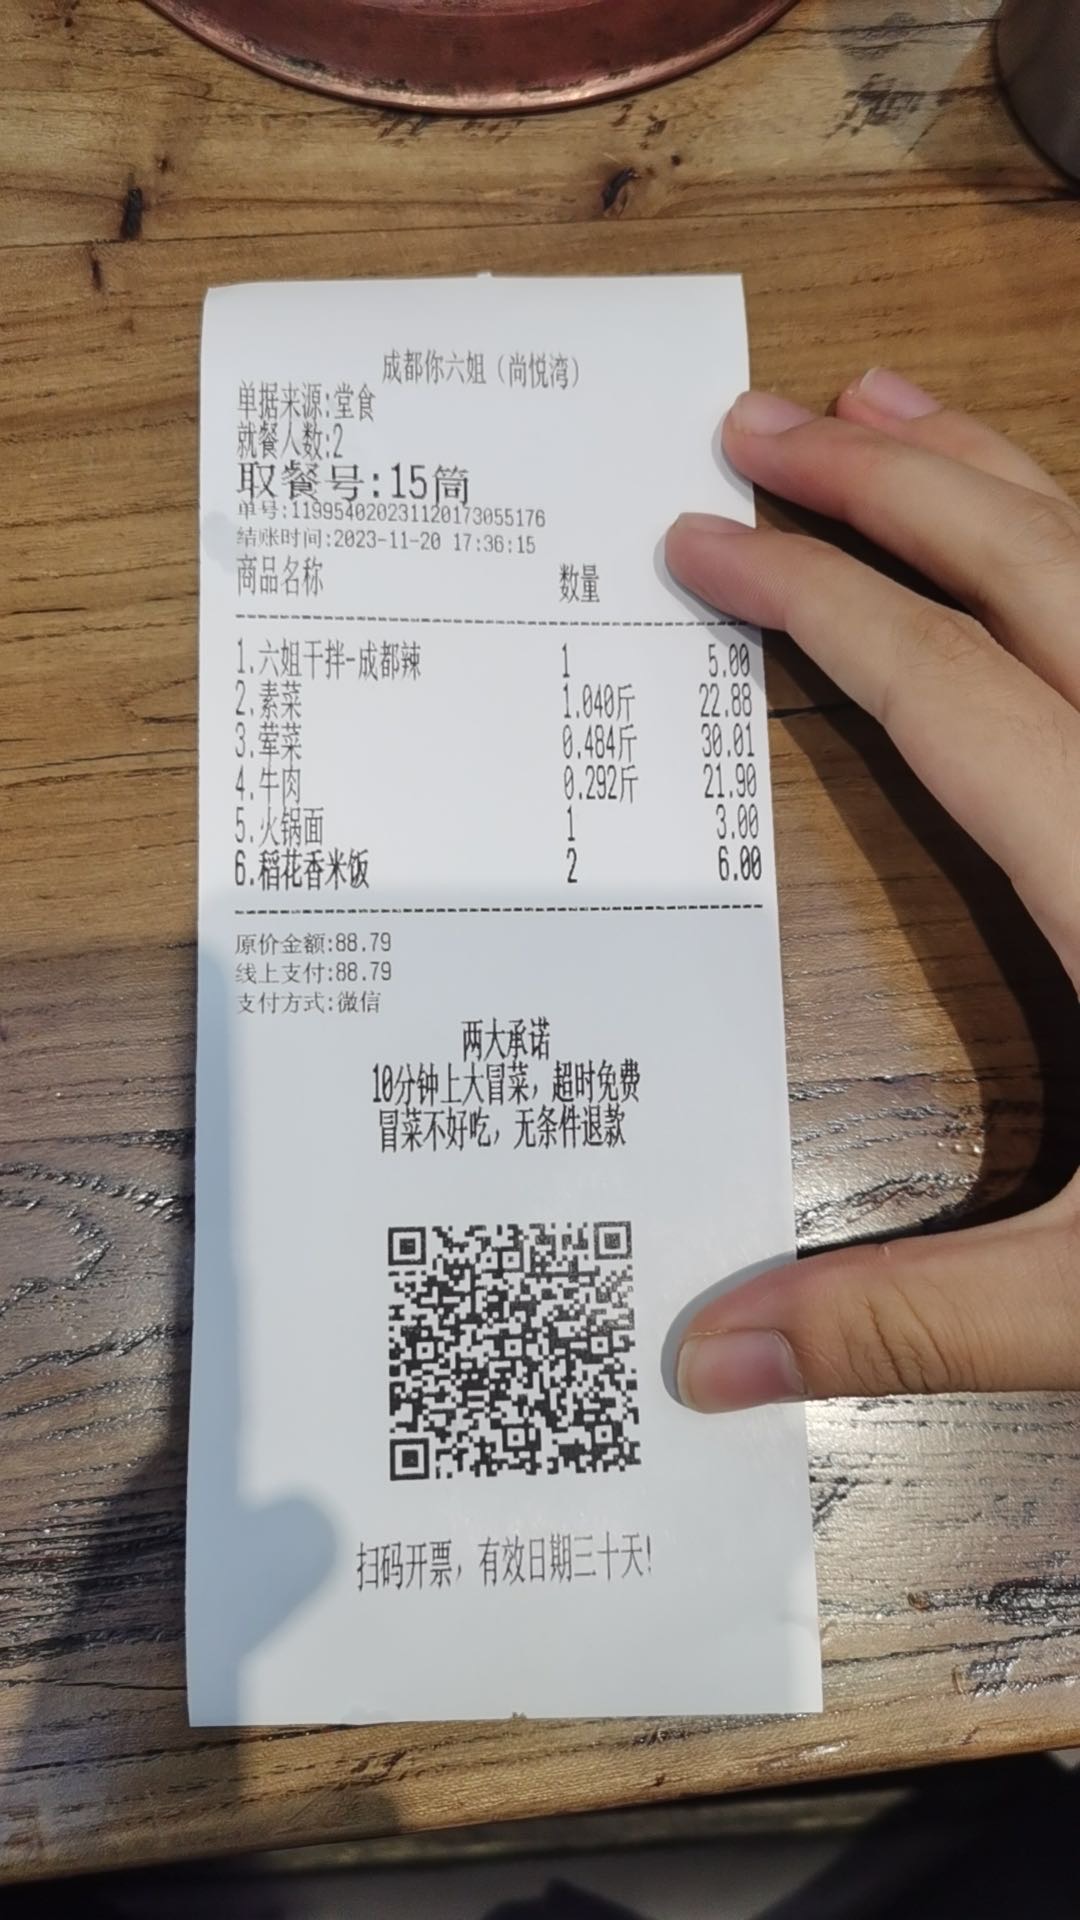 成都你六姐（尚悦湾）
单据来源:堂食
就餐人数:2
取餐号:15筒
单号:119954020231120173055176
结账时间:2023-11-20 17:36:15
商品名称 数量
1.六姐干拌-成都辣 1 5.00
2.素菜 1.040斤 22.88
3.荤菜 0.484斤 30.01
4.牛肉 0.292斤 21.90
5.火锅面 1 3.00
6.稻花香米饭 2 6.00
原价金额:88.79
线上支付:88.79
支付方式:微信
两大承诺
10分钟上大冒菜，超时免费
冒菜不好吃，无条件退款
扫码开票，有效日期三十天!